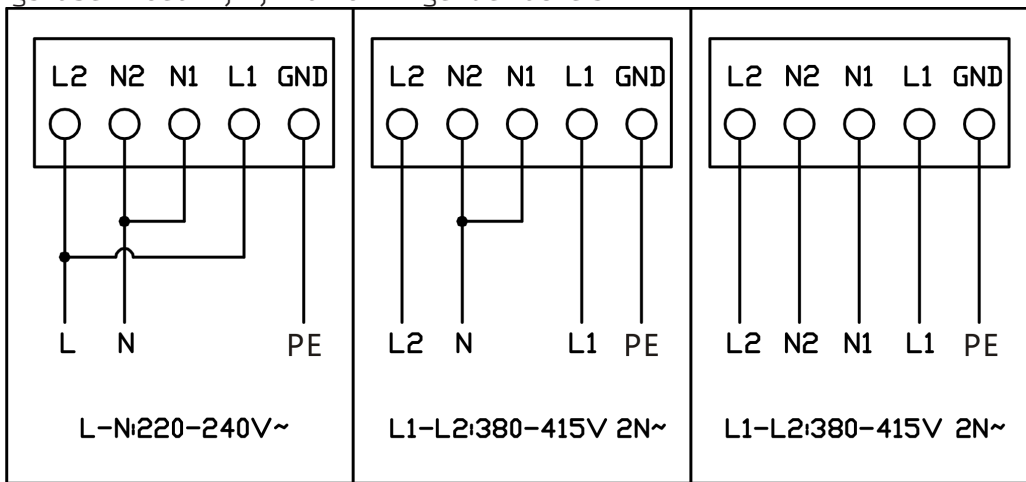 L2 N2 N1 L1 GND
L N PE
L-N:220-240V~
L2 N2 N1 L1 GND
L2 N L1 PE
L1-L2:380-415V 2N~
L2 N2 N1 L1 GND
L2 N2 N1 L1 PE
L1-L2:380-415V 2N~